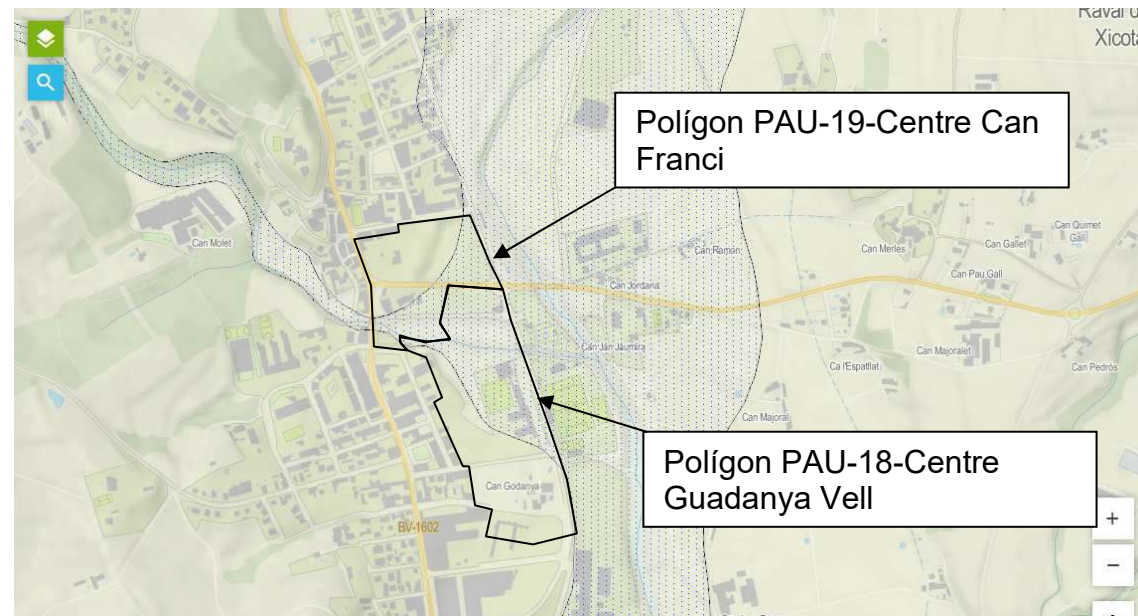 Xicota
Polígon PAU-19-Centre Can
Franci
Can Quimet
Gall
Can Molet
Can Ramon
Can Merles
Can Gallet
Can Pau Gall
Can Jordana
Can Jan Jaumira
Can Majoralet
Ca l'Espatllat
Can Pedros
Can Majoral
Polígon PAU-18-Centre
Guadanya Vell
Can Godanya
BV-1602
+
−